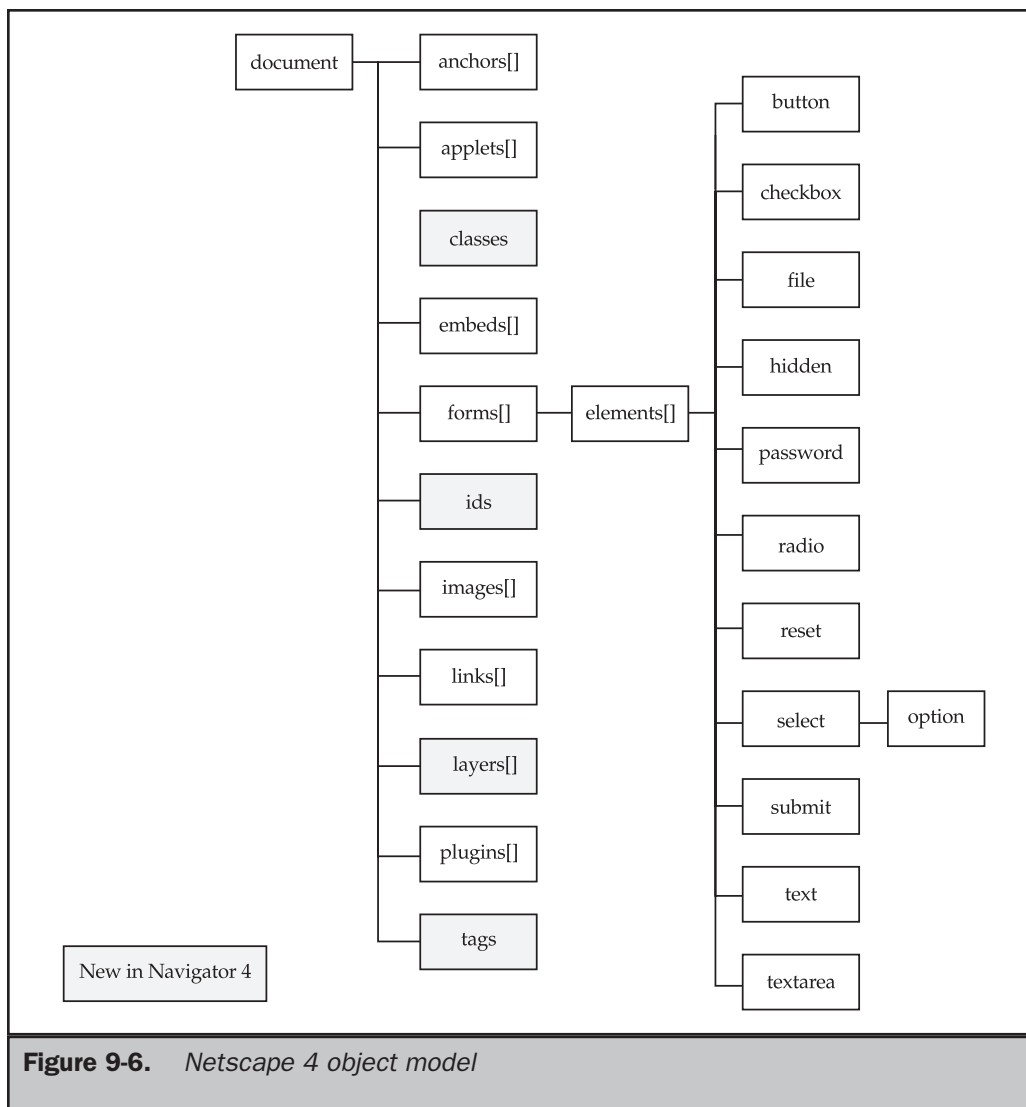 document
anchors[]
applets[]
classes
embeds[]
forms[]
elements[]
ids
images[]
links[]
layers[]
plugins[]
tags
button
checkbox
file
hidden
password
radio
reset
select
option
submit
text
textarea
New in Navigator 4
Figure 9-6. Netscape 4 object model